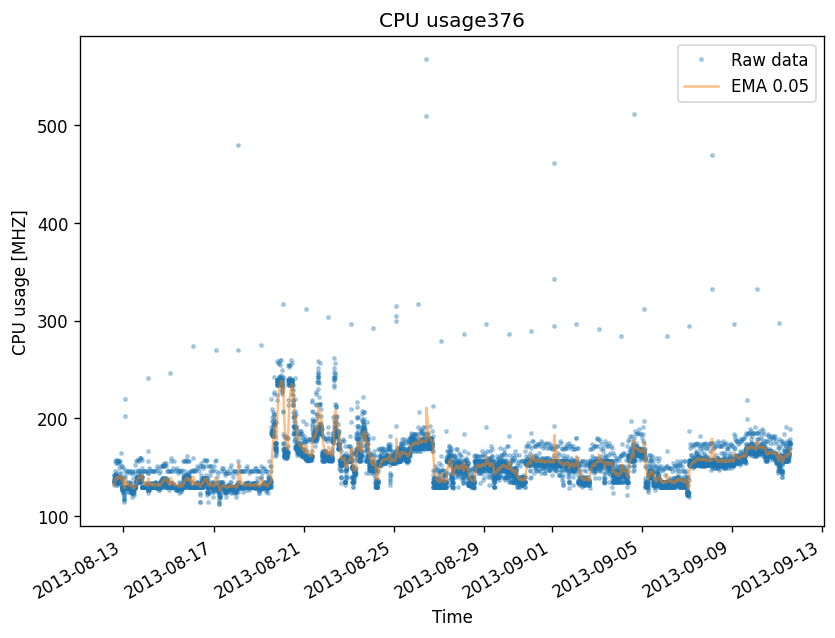 CPU usage376
Raw data
EMA 0.05
CPU usage [MHZ]
500
400
300
200
100
2013-08-13
2013-08-17
2013-08-21
2013-08-25
2013-08-29
2013-09-01
2013-09-05
2013-09-09
2013-09-13
Time